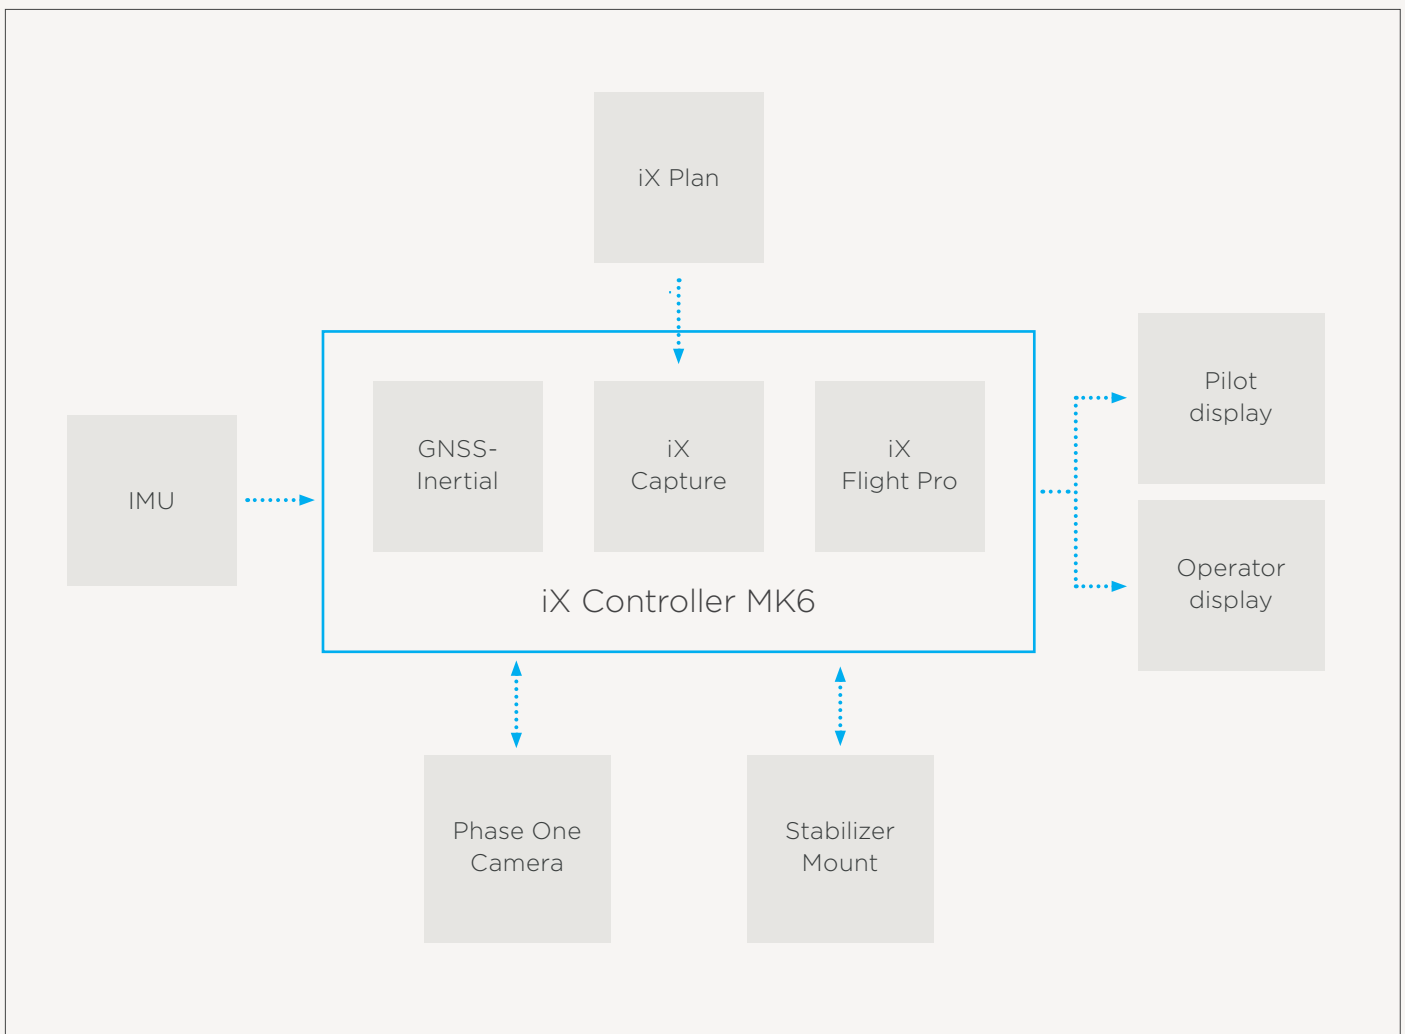 iX Plan
Pilot
display
GNSS-
Inertial
iX
Capture
iX
Flight Pro
IMU
Operator
display
iX Controller MK6
Phase One
Camera
Stabilizer
Mount